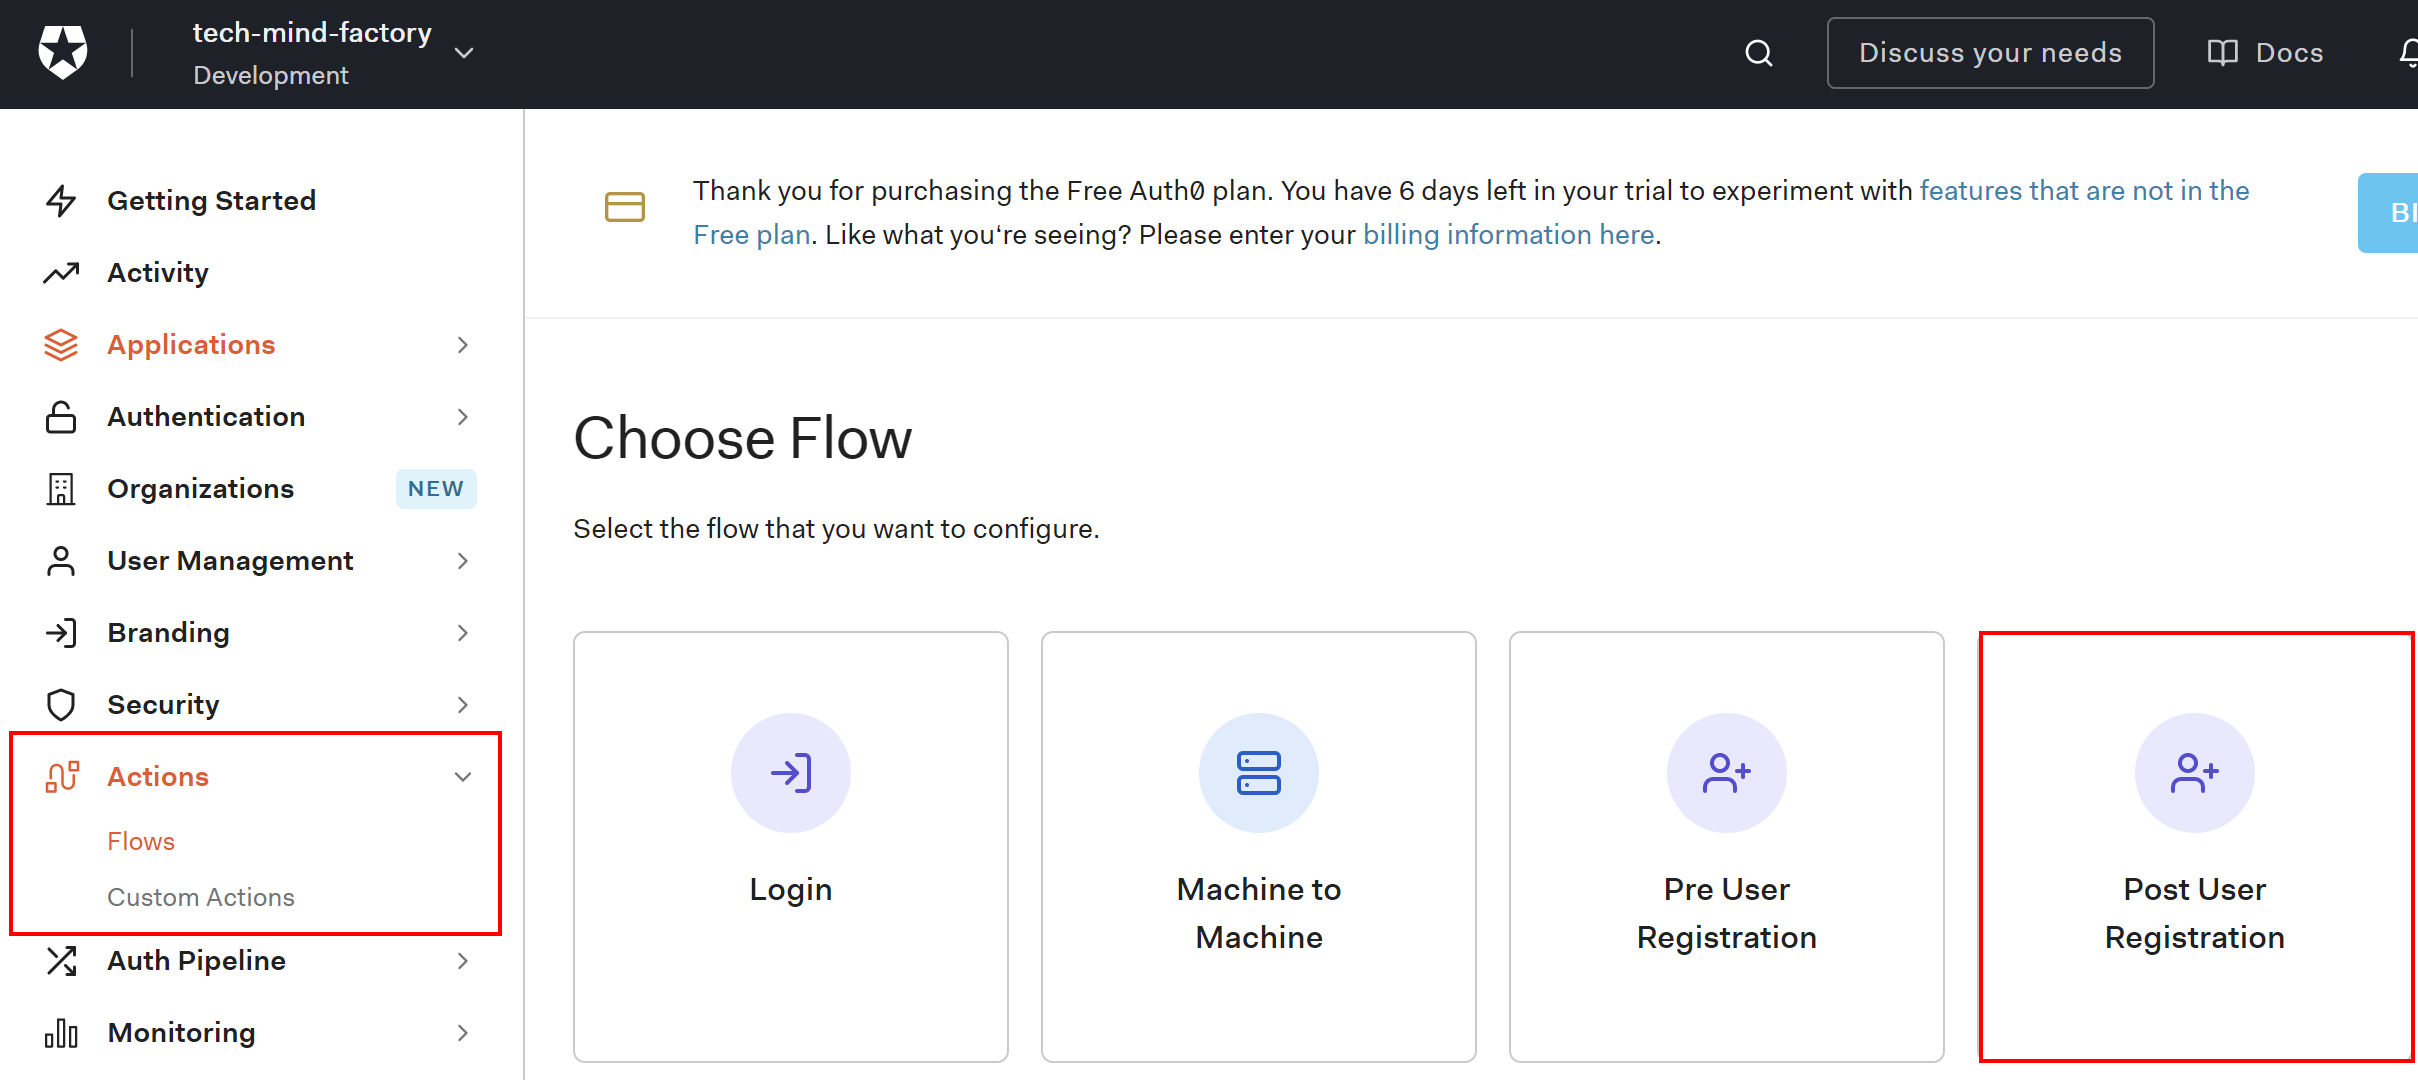 tech-mind-factory
Development
Discuss your needs
Docs
Getting Started
Activity
Applications
Authentication
Organizations
NEW
User Management
Branding
Security
Actions
Flows
Custom Actions
Auth Pipeline
Monitoring
Thank you for purchasing the Free Auth0 plan. You have 6 days left in your trial to experiment with features that are not in the
Free plan. Like what you‘re seeing? Please enter your billing information here.
Choose Flow
Select the flow that you want to configure.
Login
Machine to
Machine
Pre User
Registration
Post User
Registration